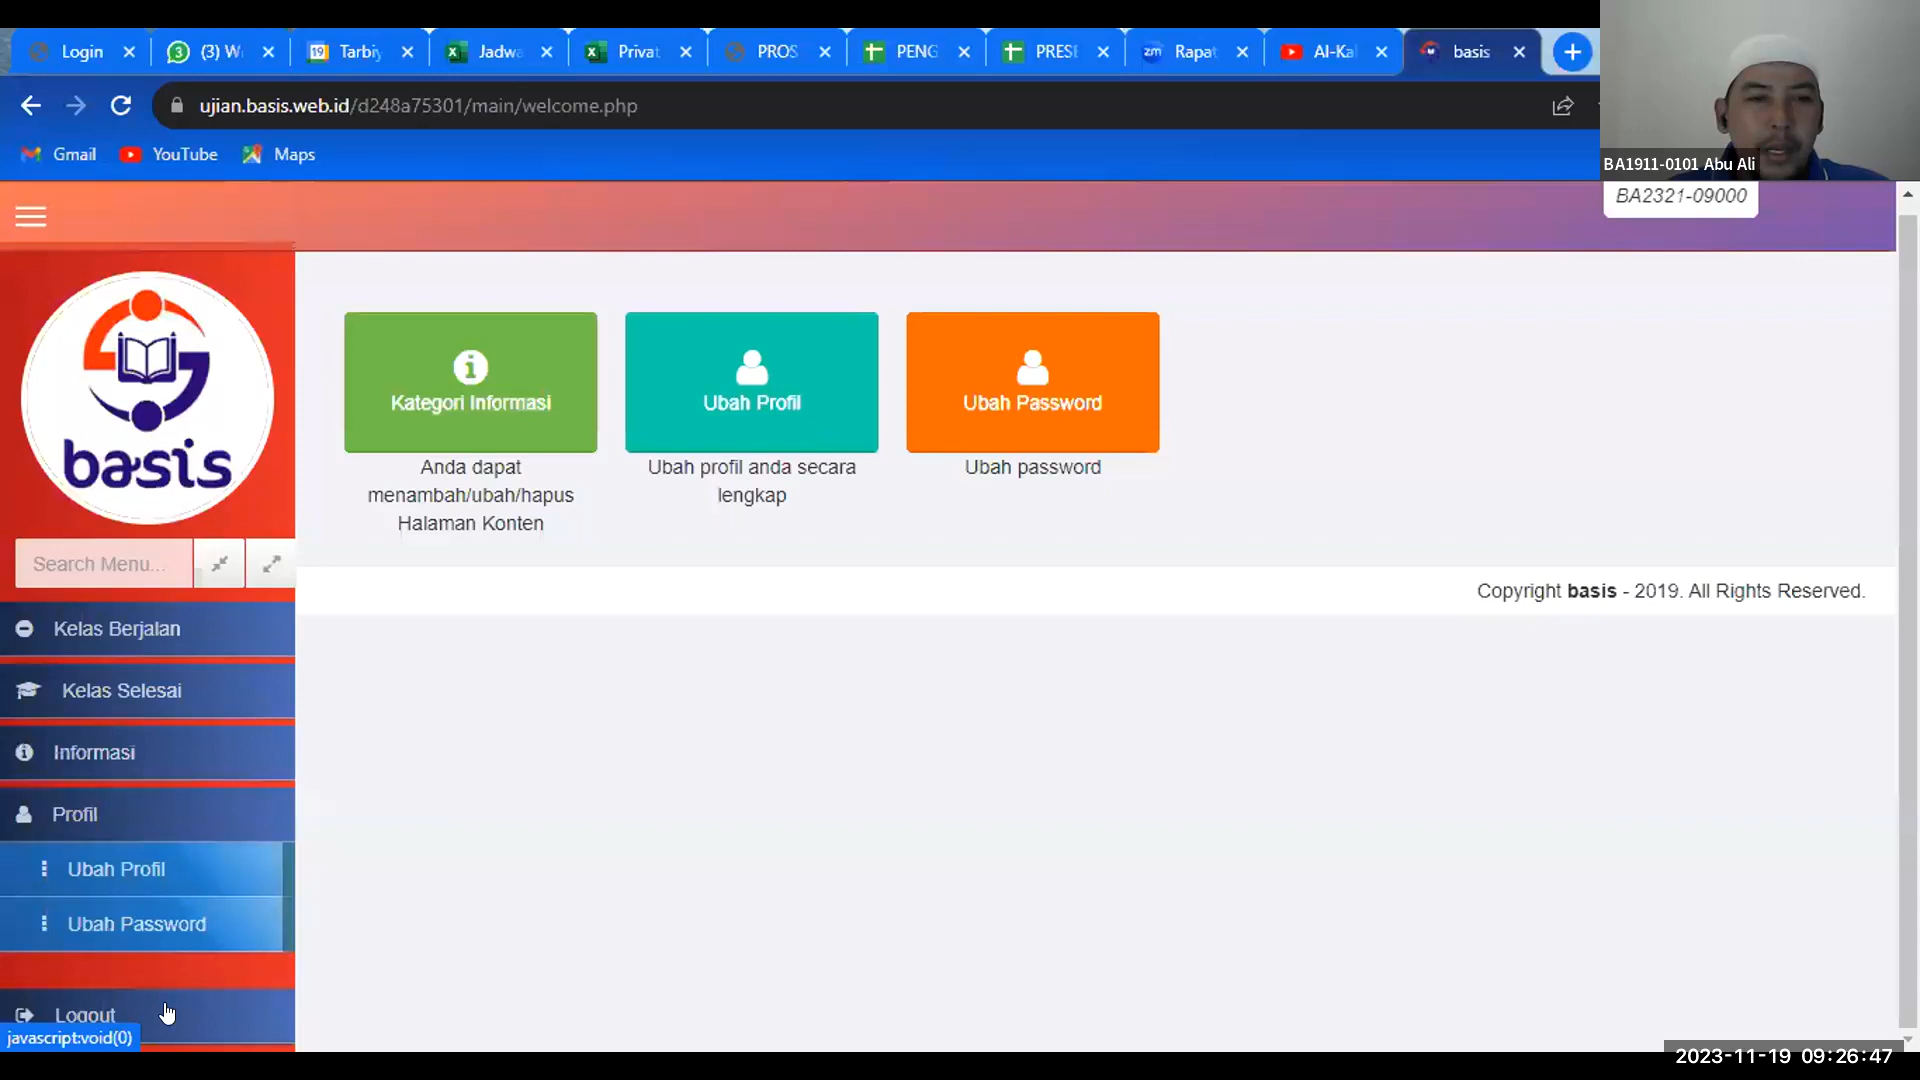 Login
(3) W
19 Tarbiy
Jadwa
Privat
PROS
PENG
PRESE
zm Rapat
Al-Kal
basis
ujian.basis.web.id/d248a75301/main/welcome.php
Gmail
YouTube
Maps
BA1911-0101 Abu Ali
BA2321-09000
basis
Kategori Informasi
Anda dapat
menambah/ubah/hapus
Halaman Konten
Ubah Profil
Ubah profil anda secara
lengkap
Ubah Password
Ubah password
Search Menu...
Copyright basis - 2019. All Rights Reserved.
Kelas Berjalan
Kelas Selesai
Informasi
Profil
Ubah Profil
Ubah Password
Logout
javascript:void(0)
2023-11-19 09:26:47